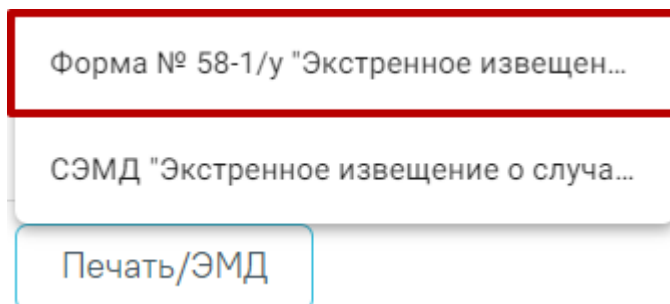 Форма № 58-1/у "Экстренное извещен...
СЭМД "Экстренное извещение о случа...
Печать/ЭМД